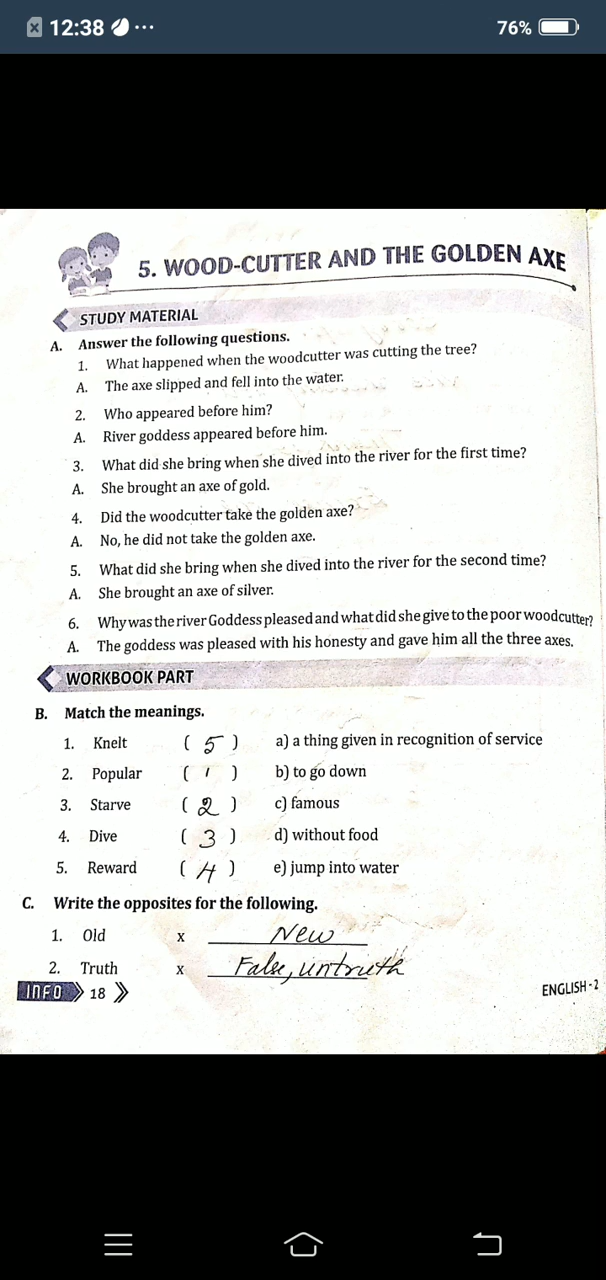 12:38 ...
76%
5. WOOD-CUTTER AND THE GOLDEN AXE
STUDY MATERIAL
A. Answer the following questions.
1. What happened when the woodcutter was cutting the tree?
A. The axe slipped and fell into the water.
2. Who appeared before him?
A. River goddess appeared before him.
3. What did she bring when she dived into the river for the first time?
A. She brought an axe of gold.
4. Did the woodcutter take the golden axe?
A. No, he did not take the golden axe.
5. What did she bring when she dived into the river for the second time?
A. She brought an axe of silver.
6. Why was the river Goddess pleased and what did she give to the poor woodcutter?
A. The goddess was pleased with his honesty and gave him all the three axes.
WORKBOOK PART
B. Match the meanings.
1. Knelt ( 5 ) a) a thing given in recognition of service
2. Popular ( 1 ) b) to go down
3. Starve ( 2 ) c) famous
4. Dive ( 3 ) d) without food
5. Reward ( 4 ) e) jump into water
C. Write the opposites for the following.
1. Old x New
2. Truth x False, untruth
INFO 18 ENGLISH - 2